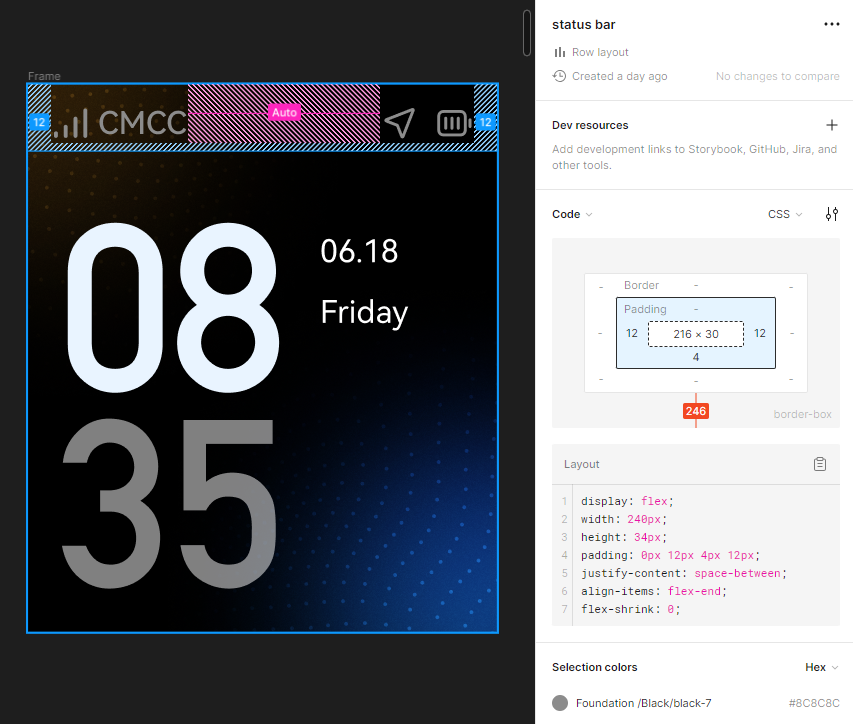 Frame
12
CMCC
Auto
12
08
06.18
Friday
35
status bar
Row layout
Created a day ago
No changes to compare
Dev resources
Add development links to Storybook, GitHub, Jira, and
other tools.
Code
CSS
Border
-
-
-
Padding
-
-
12
216 × 30
12
-
4
-
-
-
246
border-box
Layout
1 display: flex;
2 width: 240px;
3 height: 34px;
4 padding: 0px 12px 4px 12px;
5 justify-content: space-between;
6 align-items: flex-end;
7 flex-shrink: 0;
Selection colors
Hex
Foundation /Black/black-7
#8C8C8C